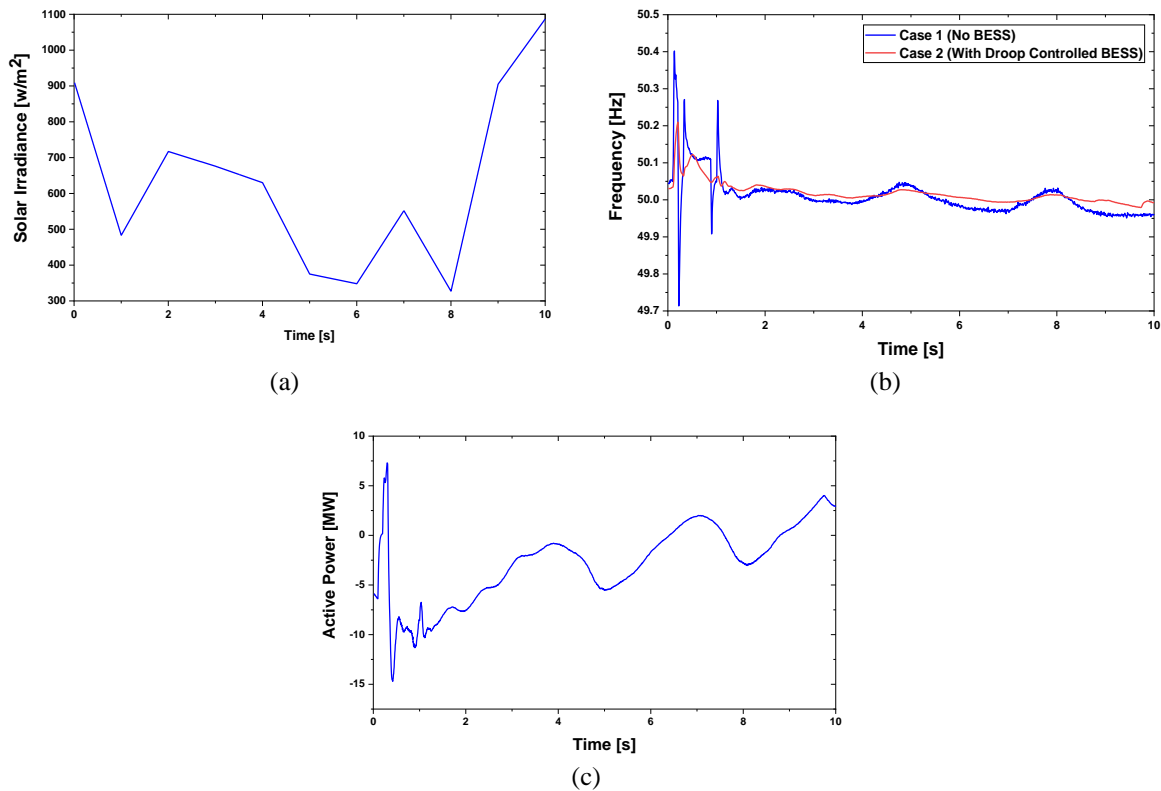 1100
1000
900
800
700
600
500
400
300
Solar Irradiance [w/m²]
0 2 4 6 8 10
Time [s]
(a)
50.5
50.4
50.3
50.2
50.1
50.0
49.9
49.8
49.7
Frequency [Hz]
Case 1 (No BESS)
Case 2 (With Droop Controlled BESS)
0 2 4 6 8 10
Time [s]
(b)
10
5
0
-5
-10
-15
Active Power [MW]
0 2 4 6 8 10
Time [s]
(c)